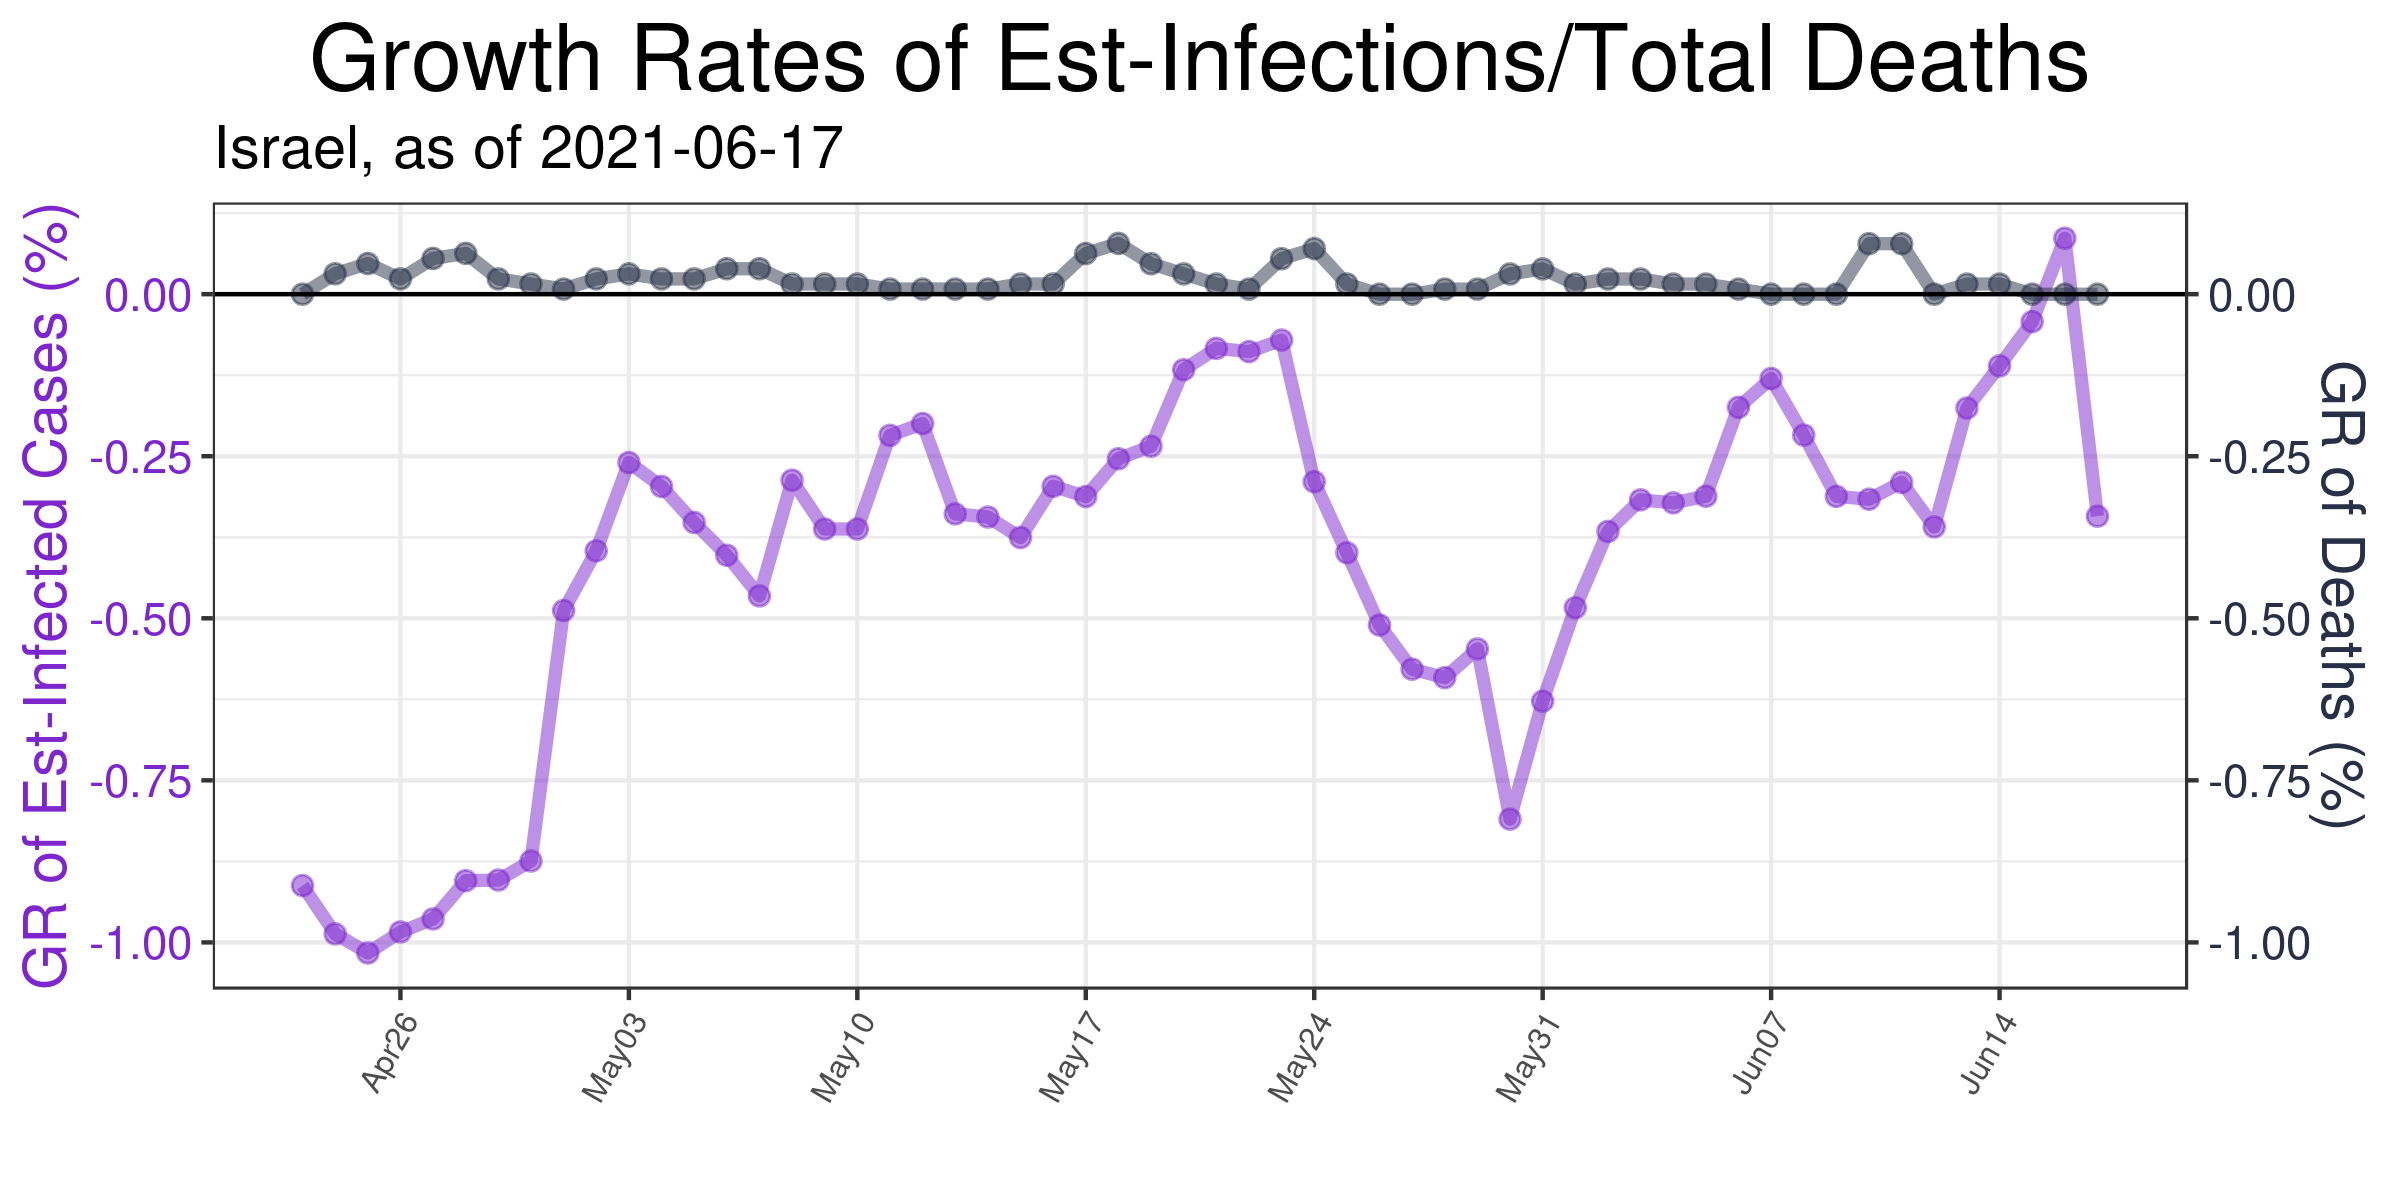 Growth Rates of Est-Infections/Total Deaths
Israel, as of 2021-06-17
GR of Est-Infected Cases (%)
0.00
-0.25
-0.50
-0.75
-1.00
0.00
-0.25
-0.50
-0.75
-1.00
GR of Deaths (%)
Apr26
May03
May10
May17
May24
May31
Jun07
Jun14